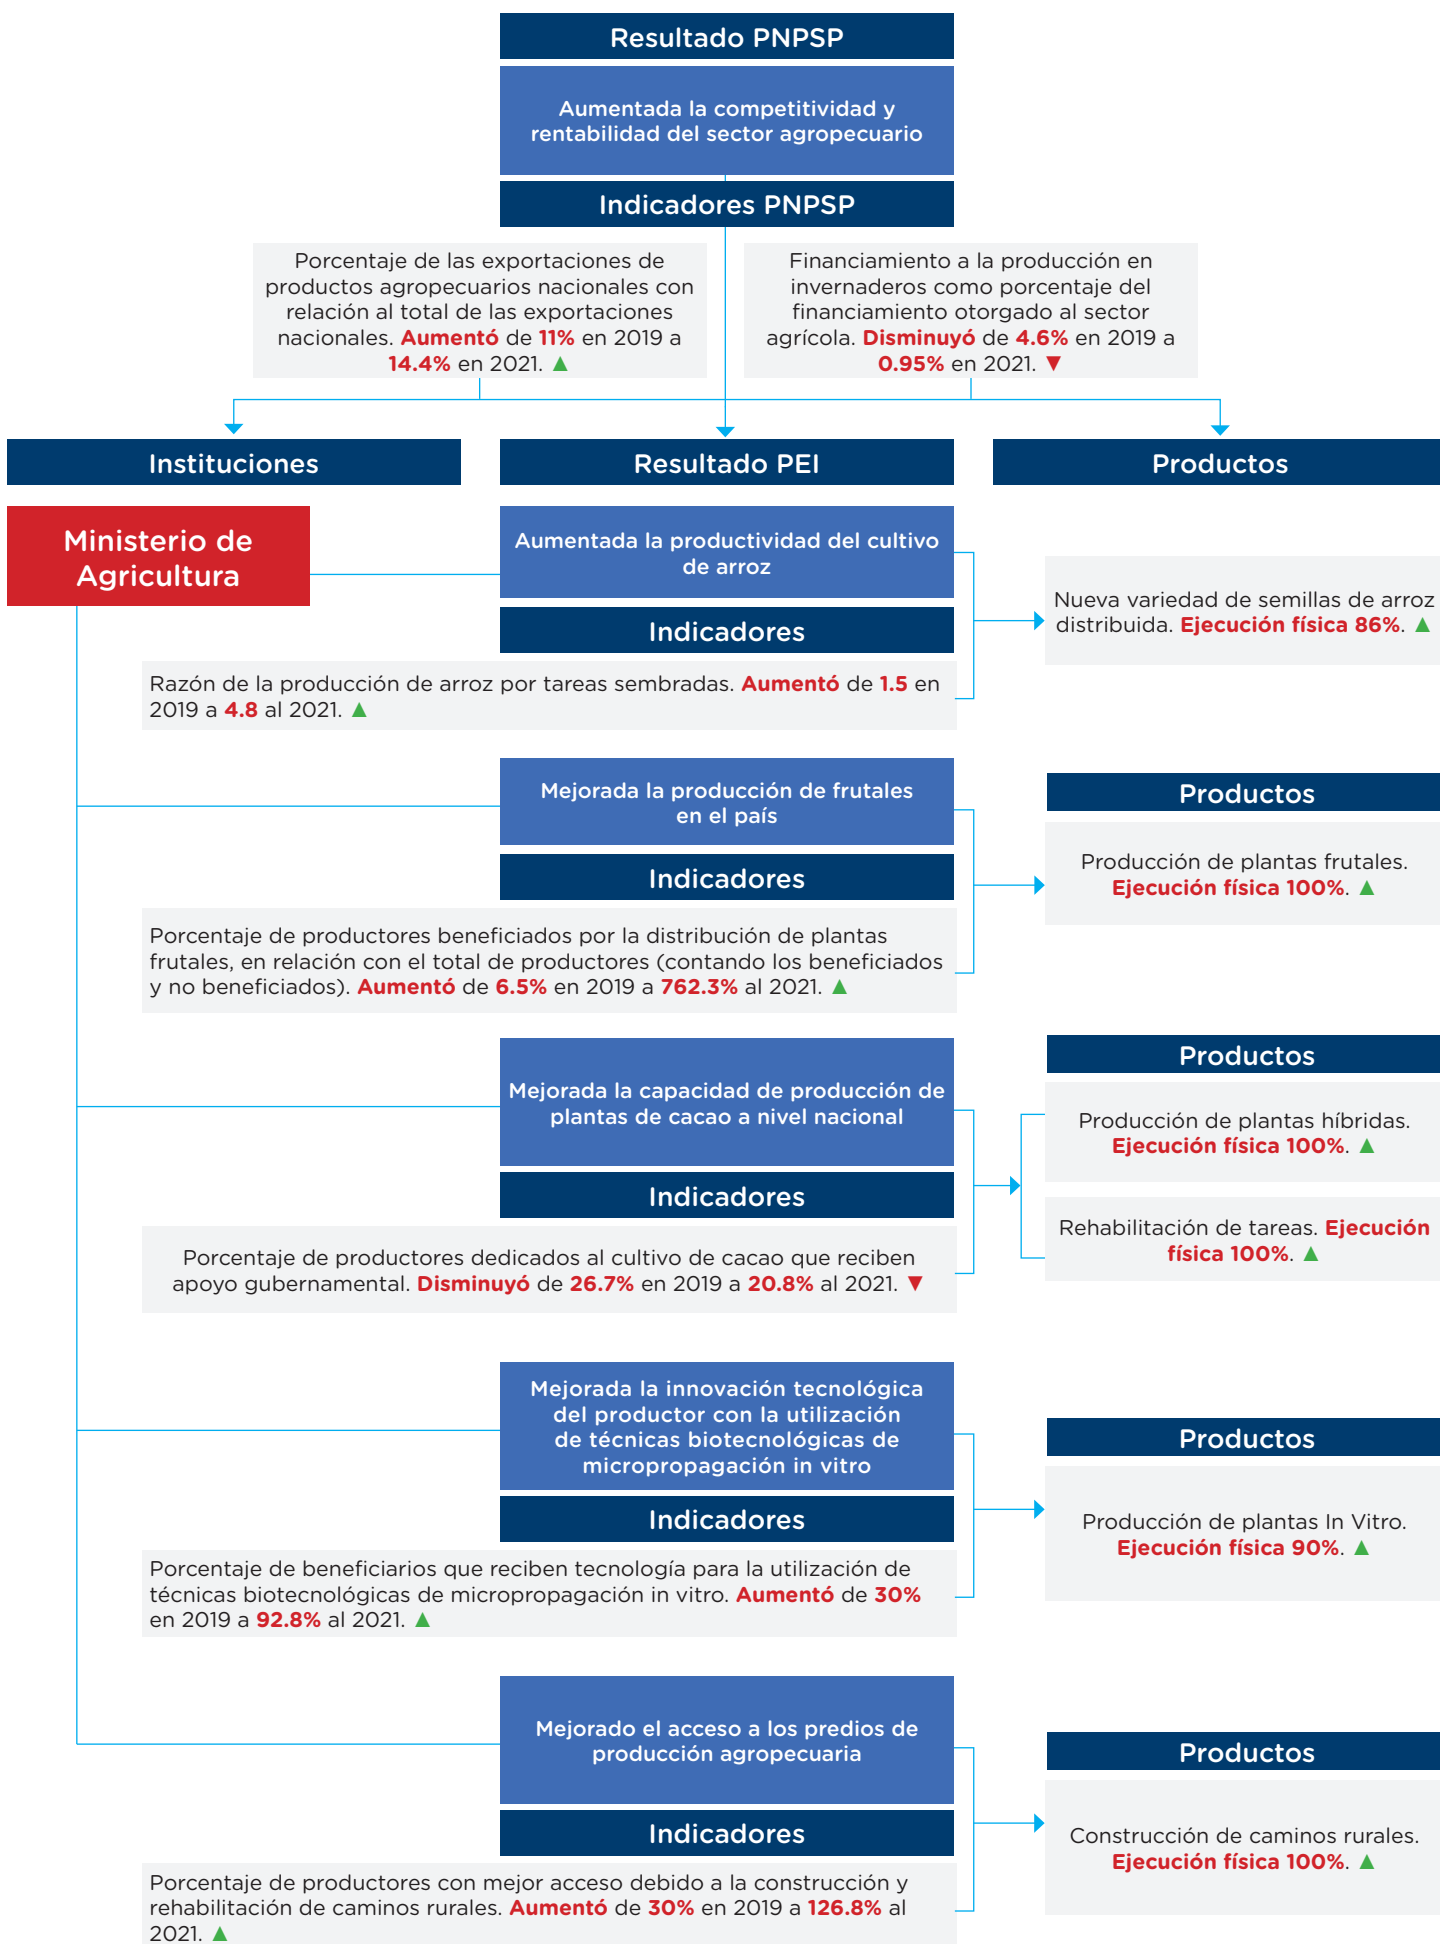 Resultado PNPSP
Aumentada la competitividad y
rentabilidad del sector agropecuario
Indicadores PNPSP
Porcentaje de las exportaciones de
productos agropecuarios nacionales con
relación al total de las exportaciones
nacionales. Aumentó de 11% en 2019 a
14.4% en 2021. ▲
Financiamiento a la producción en
invernaderos como porcentaje del
financiamiento otorgado al sector
agrícola. Disminuyó de 4.6% en 2019 a
0.95% en 2021. ▼
Instituciones
Resultado PEI
Productos
Ministerio de
Agricultura
Aumentada la productividad del cultivo
de arroz
Indicadores
Razón de la producción de arroz por tareas sembradas. Aumentó de 1.5 en
2019 a 4.8 al 2021. ▲
Nueva variedad de semillas de arroz
distribuida. Ejecución física 86%. ▲
Mejorada la producción de frutales
en el país
Indicadores
Porcentaje de productores beneficiados por la distribución de plantas
frutales, en relación con el total de productores (contando los beneficiados
y no beneficiados). Aumentó de 6.5% en 2019 a 762.3% al 2021. ▲
Productos
Producción de plantas frutales.
Ejecución física 100%. ▲
Mejorada la capacidad de producción de
plantas de cacao a nivel nacional
Indicadores
Porcentaje de productores dedicados al cultivo de cacao que reciben
apoyo gubernamental. Disminuyó de 26.7% en 2019 a 20.8% al 2021. ▼
Productos
Producción de plantas híbridas.
Ejecución física 100%. ▲
Rehabilitación de tareas. Ejecución
física 100%. ▲
Mejorada la innovación tecnológica
del productor con la utilización
de técnicas biotecnológicas de
micropropagación in vitro
Indicadores
Porcentaje de beneficiarios que reciben tecnología para la utilización de
técnicas biotecnológicas de micropropagación in vitro. Aumentó de 30%
en 2019 a 92.8% al 2021. ▲
Productos
Producción de plantas In Vitro.
Ejecución física 90%. ▲
Mejorado el acceso a los predios de
producción agropecuaria
Indicadores
Porcentaje de productores con mejor acceso debido a la construcción y
rehabilitación de caminos rurales. Aumentó de 30% en 2019 a 126.8% al
2021. ▲
Productos
Construcción de caminos rurales.
Ejecución física 100%. ▲